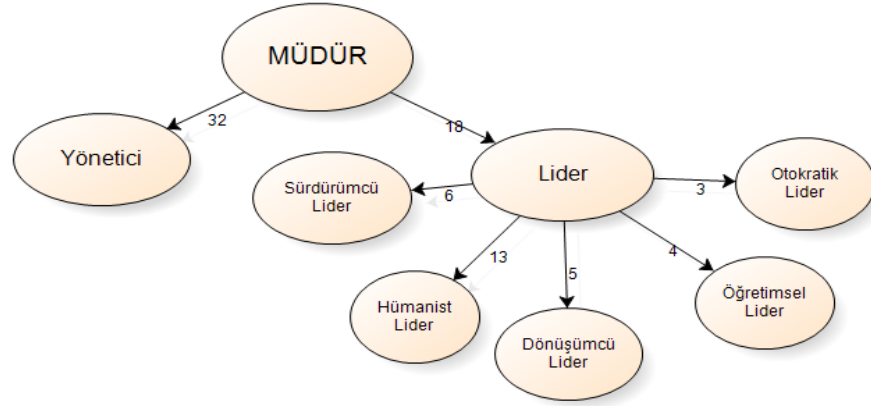 MÜDÜR
32
18
Yönetici
Lider
Sürdürümcü
Lider
6
3
Otokratik
Lider
13
5
4
Hümanist
Lider
Dönüşümcü
Lider
Öğretimsel
Lider